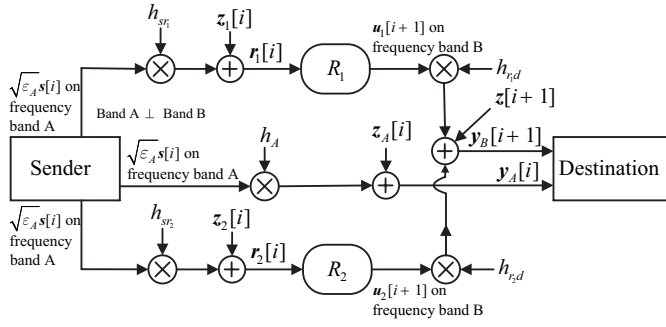 h_{sr_1}
z_1[i]
r_1[i]
R_1
u_1[i+1] on
frequency band B
h_{r_1d}
√ε_A s[i] on
frequency
band A
Band A ⊥ Band B
z[i+1]
y_B[i+1]
Sender
√ε_A s[i] on
frequency
band A
h_A
z_A[i]
y_A[i]
Destination
√ε_A s[i] on
frequency
band A
h_{sr_2}
z_2[i]
r_2[i]
R_2
u_2[i+1] on
frequency band B
h_{r_2d}